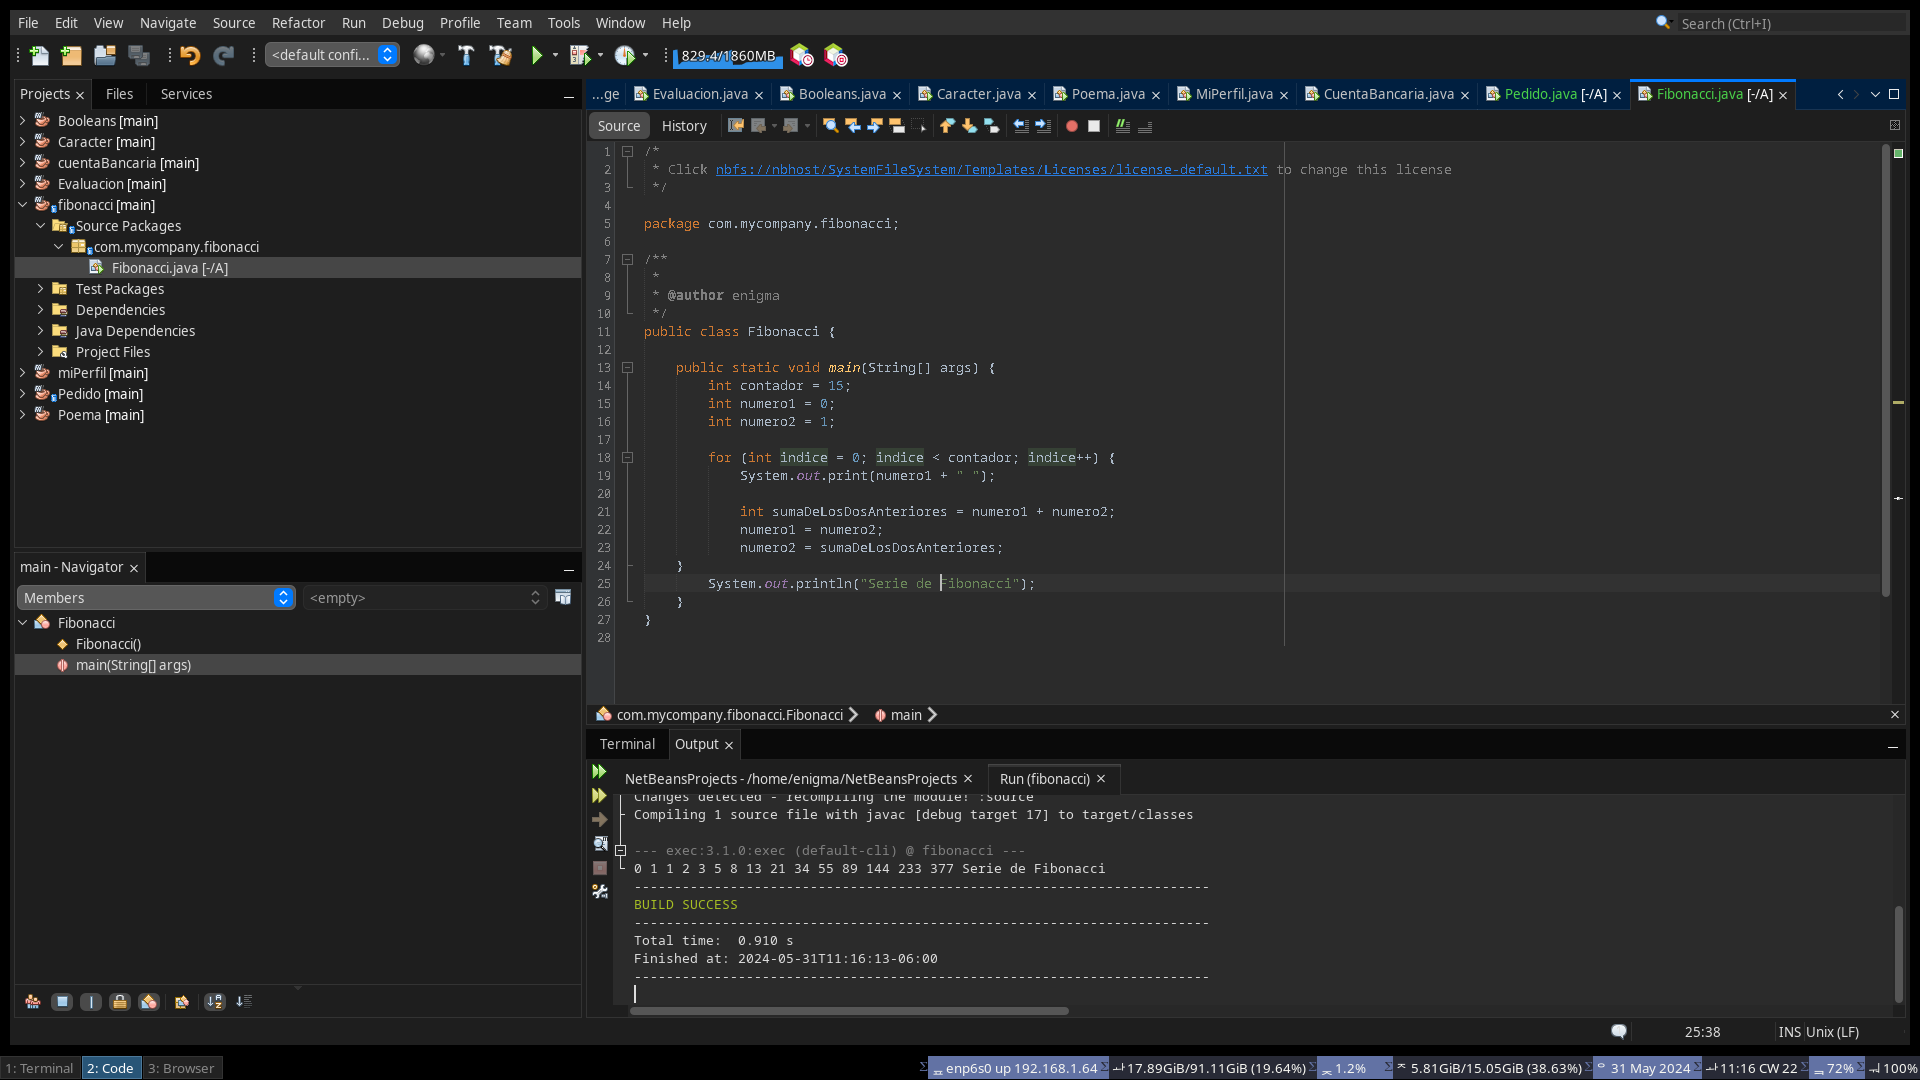 File Edit View Navigate Source Refactor Run Debug Profile Team Tools Window Help Search (Ctrl+I)
<default confi... 829.4/1860MB
Projects Files Services
Booleans [main]
Caracter [main]
cuentaBancaria [main]
Evaluacion [main]
fibonacci [main]
Source Packages
com.mycompany.fibonacci
Fibonacci.java [-/A]
Test Packages
Dependencies
Java Dependencies
Project Files
miPerfil [main]
Pedido [main]
Poema [main]
main - Navigator
Members <empty>
Fibonacci
Fibonacci()
main(String[] args)
...ge Evaluacion.java Booleans.java Caracter.java Poema.java MiPerfil.java CuentaBancaria.java Pedido.java [-/A] Fibonacci.java [-/A]
Source History
1 /*
2 * Click nbfs://nbhost/SystemFileSystem/Templates/Licenses/license-default.txt to change this license
3 */
4
5 package com.mycompany.fibonacci;
6
7 /**
8 *
9 * @author enigma
10 */
11 public class Fibonacci {
12
13 public static void main(String[] args) {
14 int contador = 15;
15 int numero1 = 0;
16 int numero2 = 1;
17
18 for (int indice = 0; indice < contador; indice++) {
19 System.out.print(numero1 + " ");
20
21 int sumaDeLosDosAnteriores = numero1 + numero2;
22 numero1 = numero2;
23 numero2 = sumaDeLosDosAnteriores;
24 }
25 System.out.println("Serie de Fibonacci");
26 }
27 }
28
com.mycompany.fibonacci.Fibonacci main
Terminal Output
NetBeansProjects - /home/enigma/NetBeansProjects Run (fibonacci)
Changes detected - recompiling the module! :source
Compiling 1 source file with javac [debug target 17] to target/classes
--- exec:3.1.0:exec (default-cli) @ fibonacci ---
0 1 1 2 3 5 8 13 21 34 55 89 144 233 377 Serie de Fibonacci
------------------------------------------------------------------------
BUILD SUCCESS
------------------------------------------------------------------------
Total time:  0.910 s
Finished at: 2024-05-31T11:16:13-06:00
------------------------------------------------------------------------
25:38 INS Unix (LF)
1: Terminal 2: Code 3: Browser enp6s0 up 192.168.1.64 17.89GiB/91.11GiB (19.64%) 1.2% 5.81GiB/15.05GiB (38.63%) 31 May 2024 11:16 CW 22 72% 100%